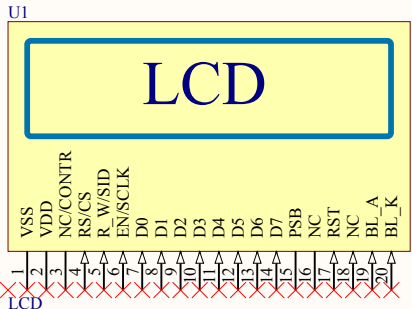 U1
LCD
VSS
VDD
NC/CONTR
RS/CS
R_W/SID
EN/SCLK
D0
D1
D2
D3
D4
D5
D6
D7
PSB
NC
RST
NC
BL_A
BL_K
1
2
3
4
5
6
7
8
9
10
11
12
13
14
15
16
17
18
19
20
LCD